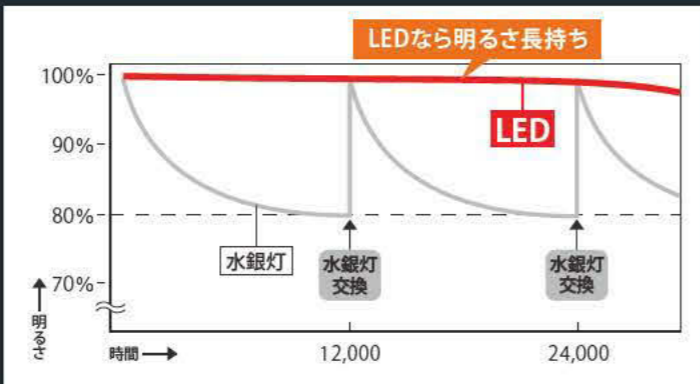 LEDなら明るさ長持ち
100%
90%
80%
70%
LED
水銀灯
水銀灯
交換
水銀灯
交換
明るさ
時間
12,000
24,000